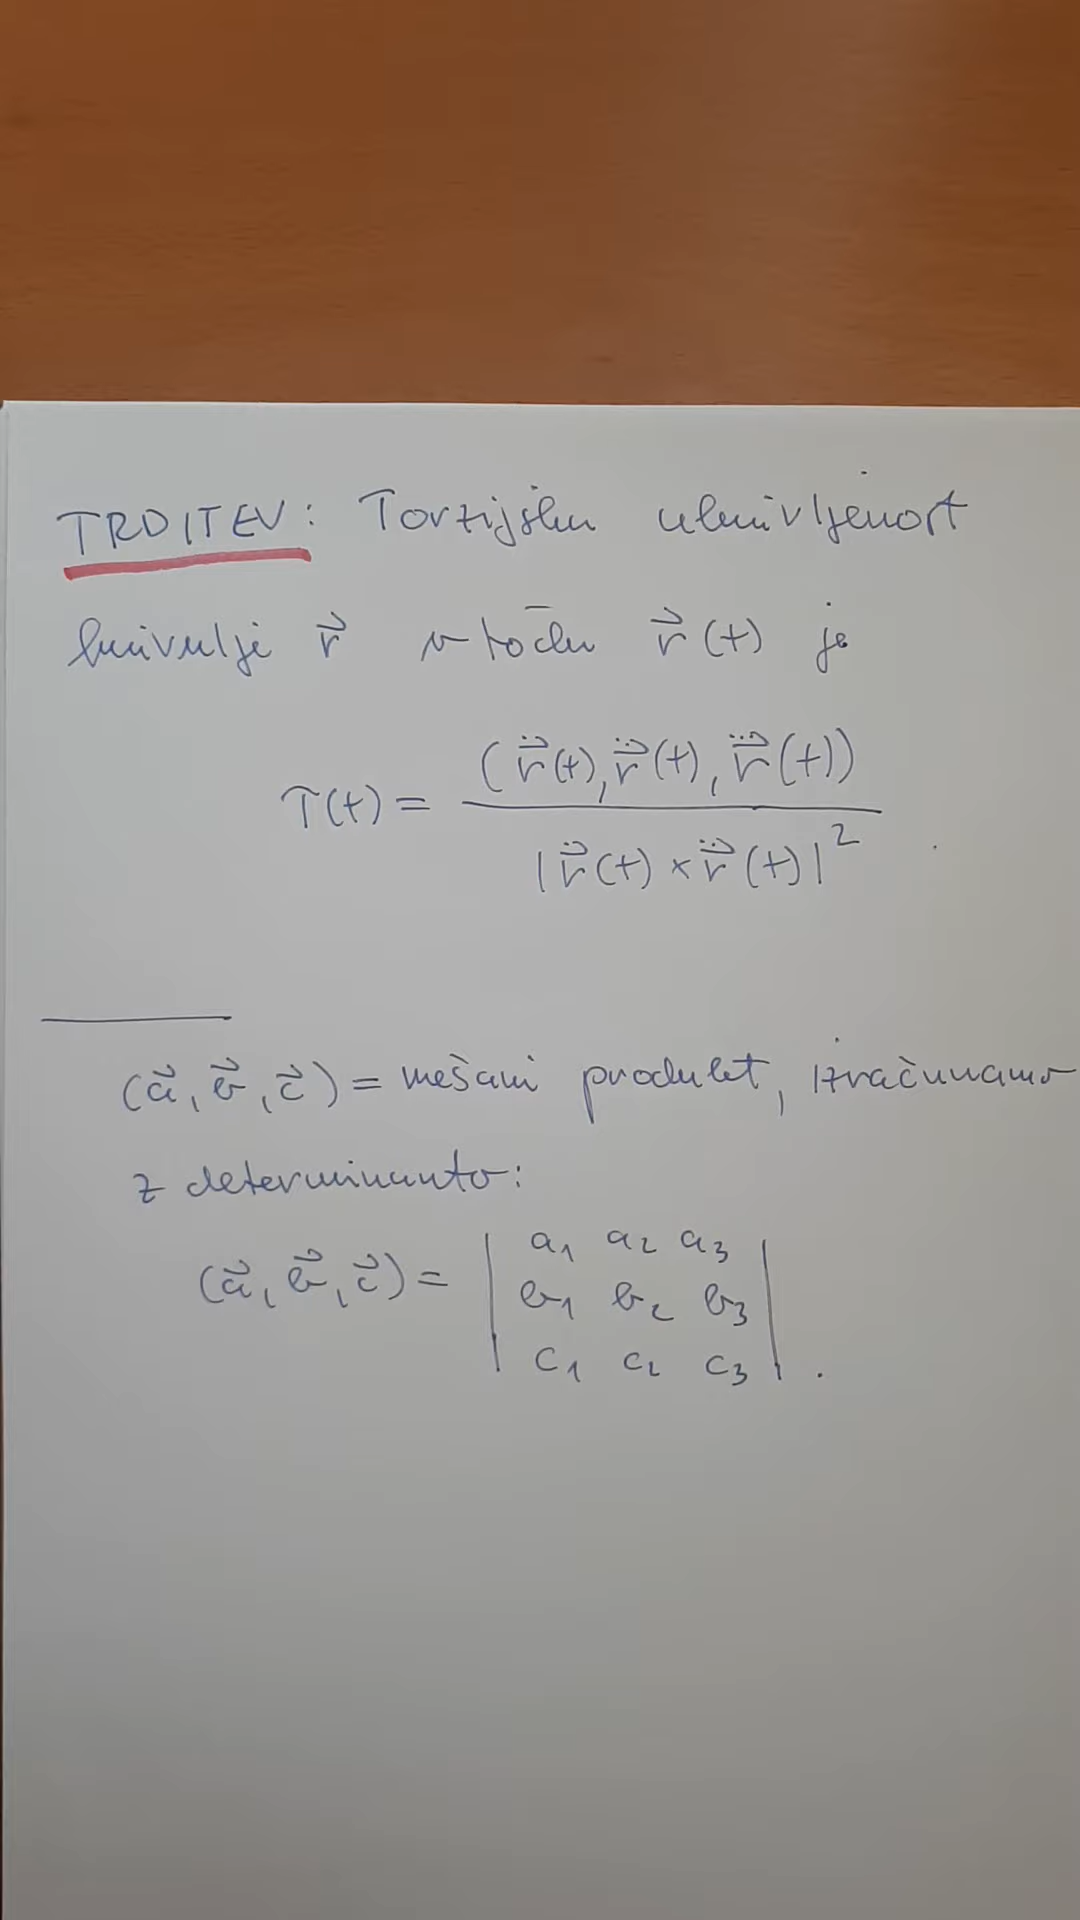 TRDITEV: Torzijska ukrivljenost
krivulje r⃗ v točki r⃗(t) je
τ(t) = (ṙ⃗(t), r̈⃗(t), r⃛⃗(t)) / |ṙ⃗(t) × r̈⃗(t)|²
(a⃗, b⃗, c⃗) = mešani produkt, izračunamo
z determinanto:
(a⃗, b⃗, c⃗) = | a₁ a₂ a₃ |
| b₁ b₂ b₃ |
| c₁ c₂ c₃ | .